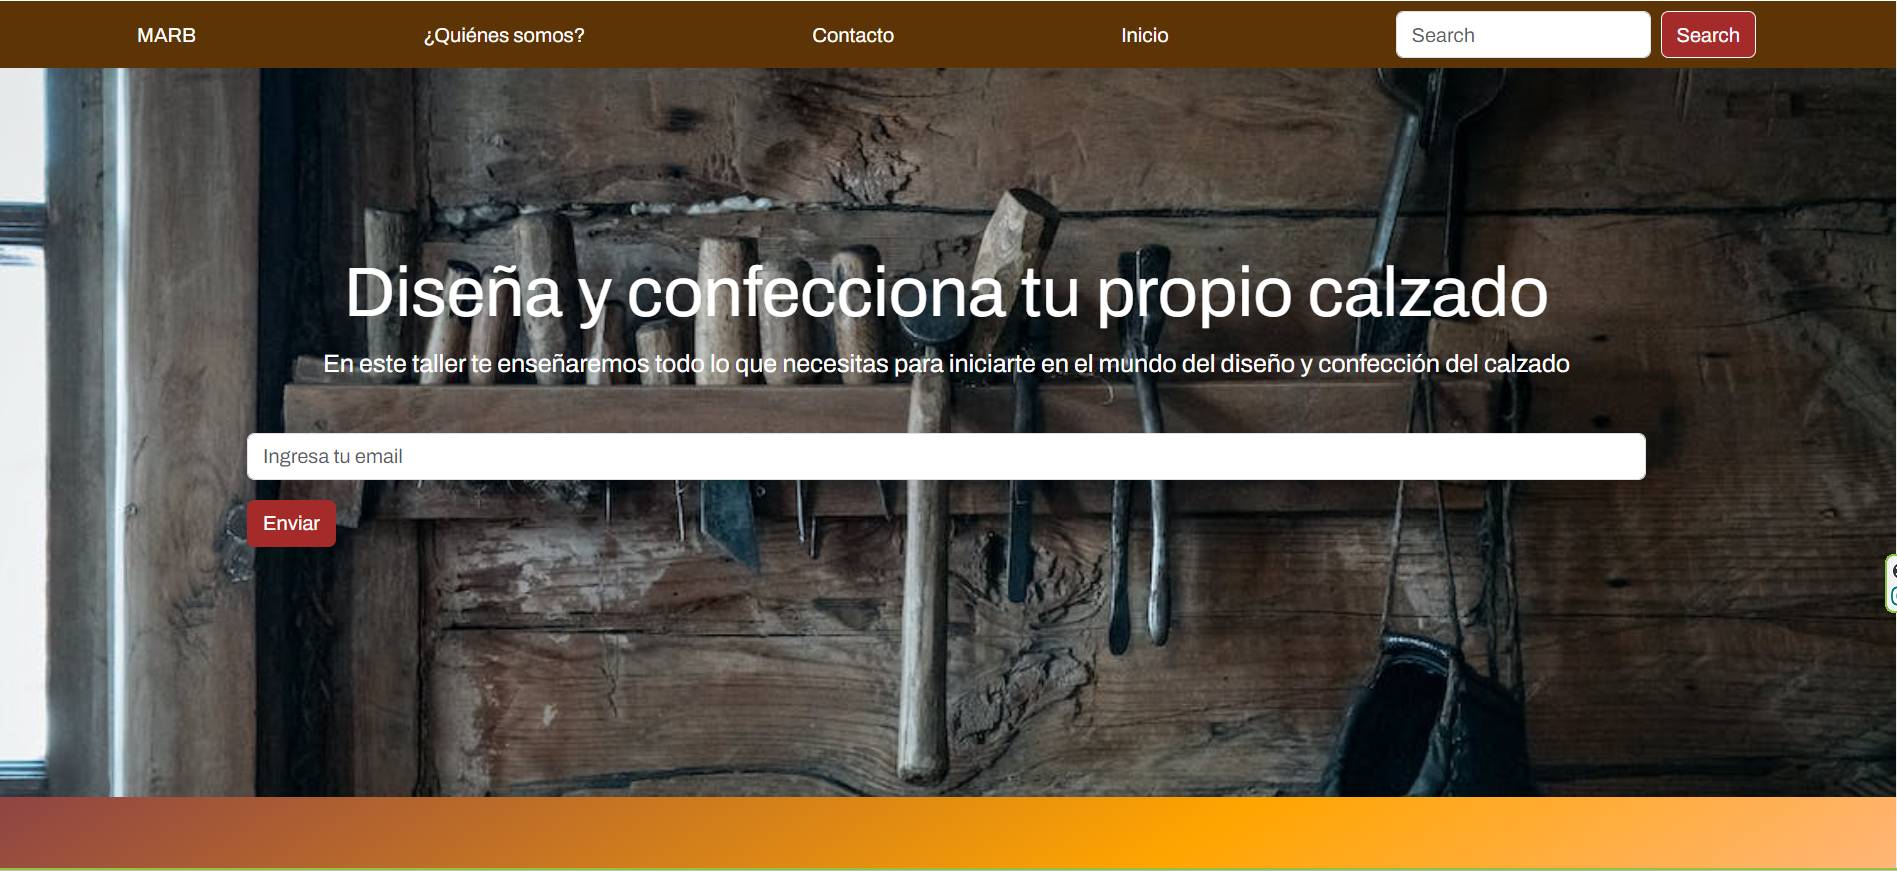 MARB ¿Quiénes somos? Contacto Inicio Search Search
Diseña y confecciona tu propio calzado
En este taller te enseñaremos todo lo que necesitas para iniciarte en el mundo del diseño y confección del calzado
Ingresa tu email
Enviar